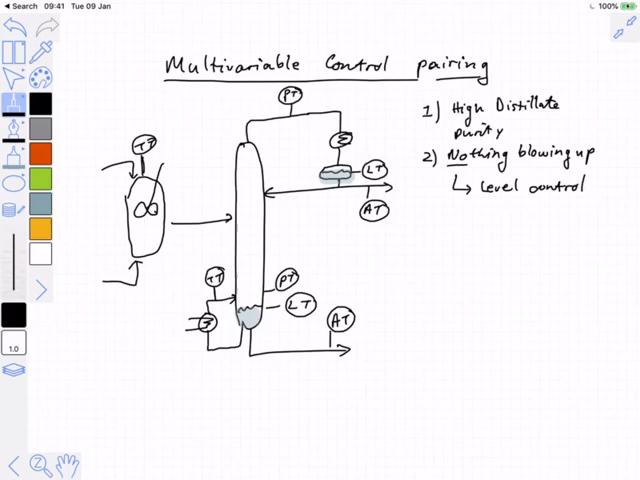 Search 09:41 Tue 09 Jan 100%
Multivariable Control pairing
1) High Distillate
purity
2) Nothing blowing up
↳ Level control
PT
TT
LT
AT
TT
PT
LT
AT
1.0